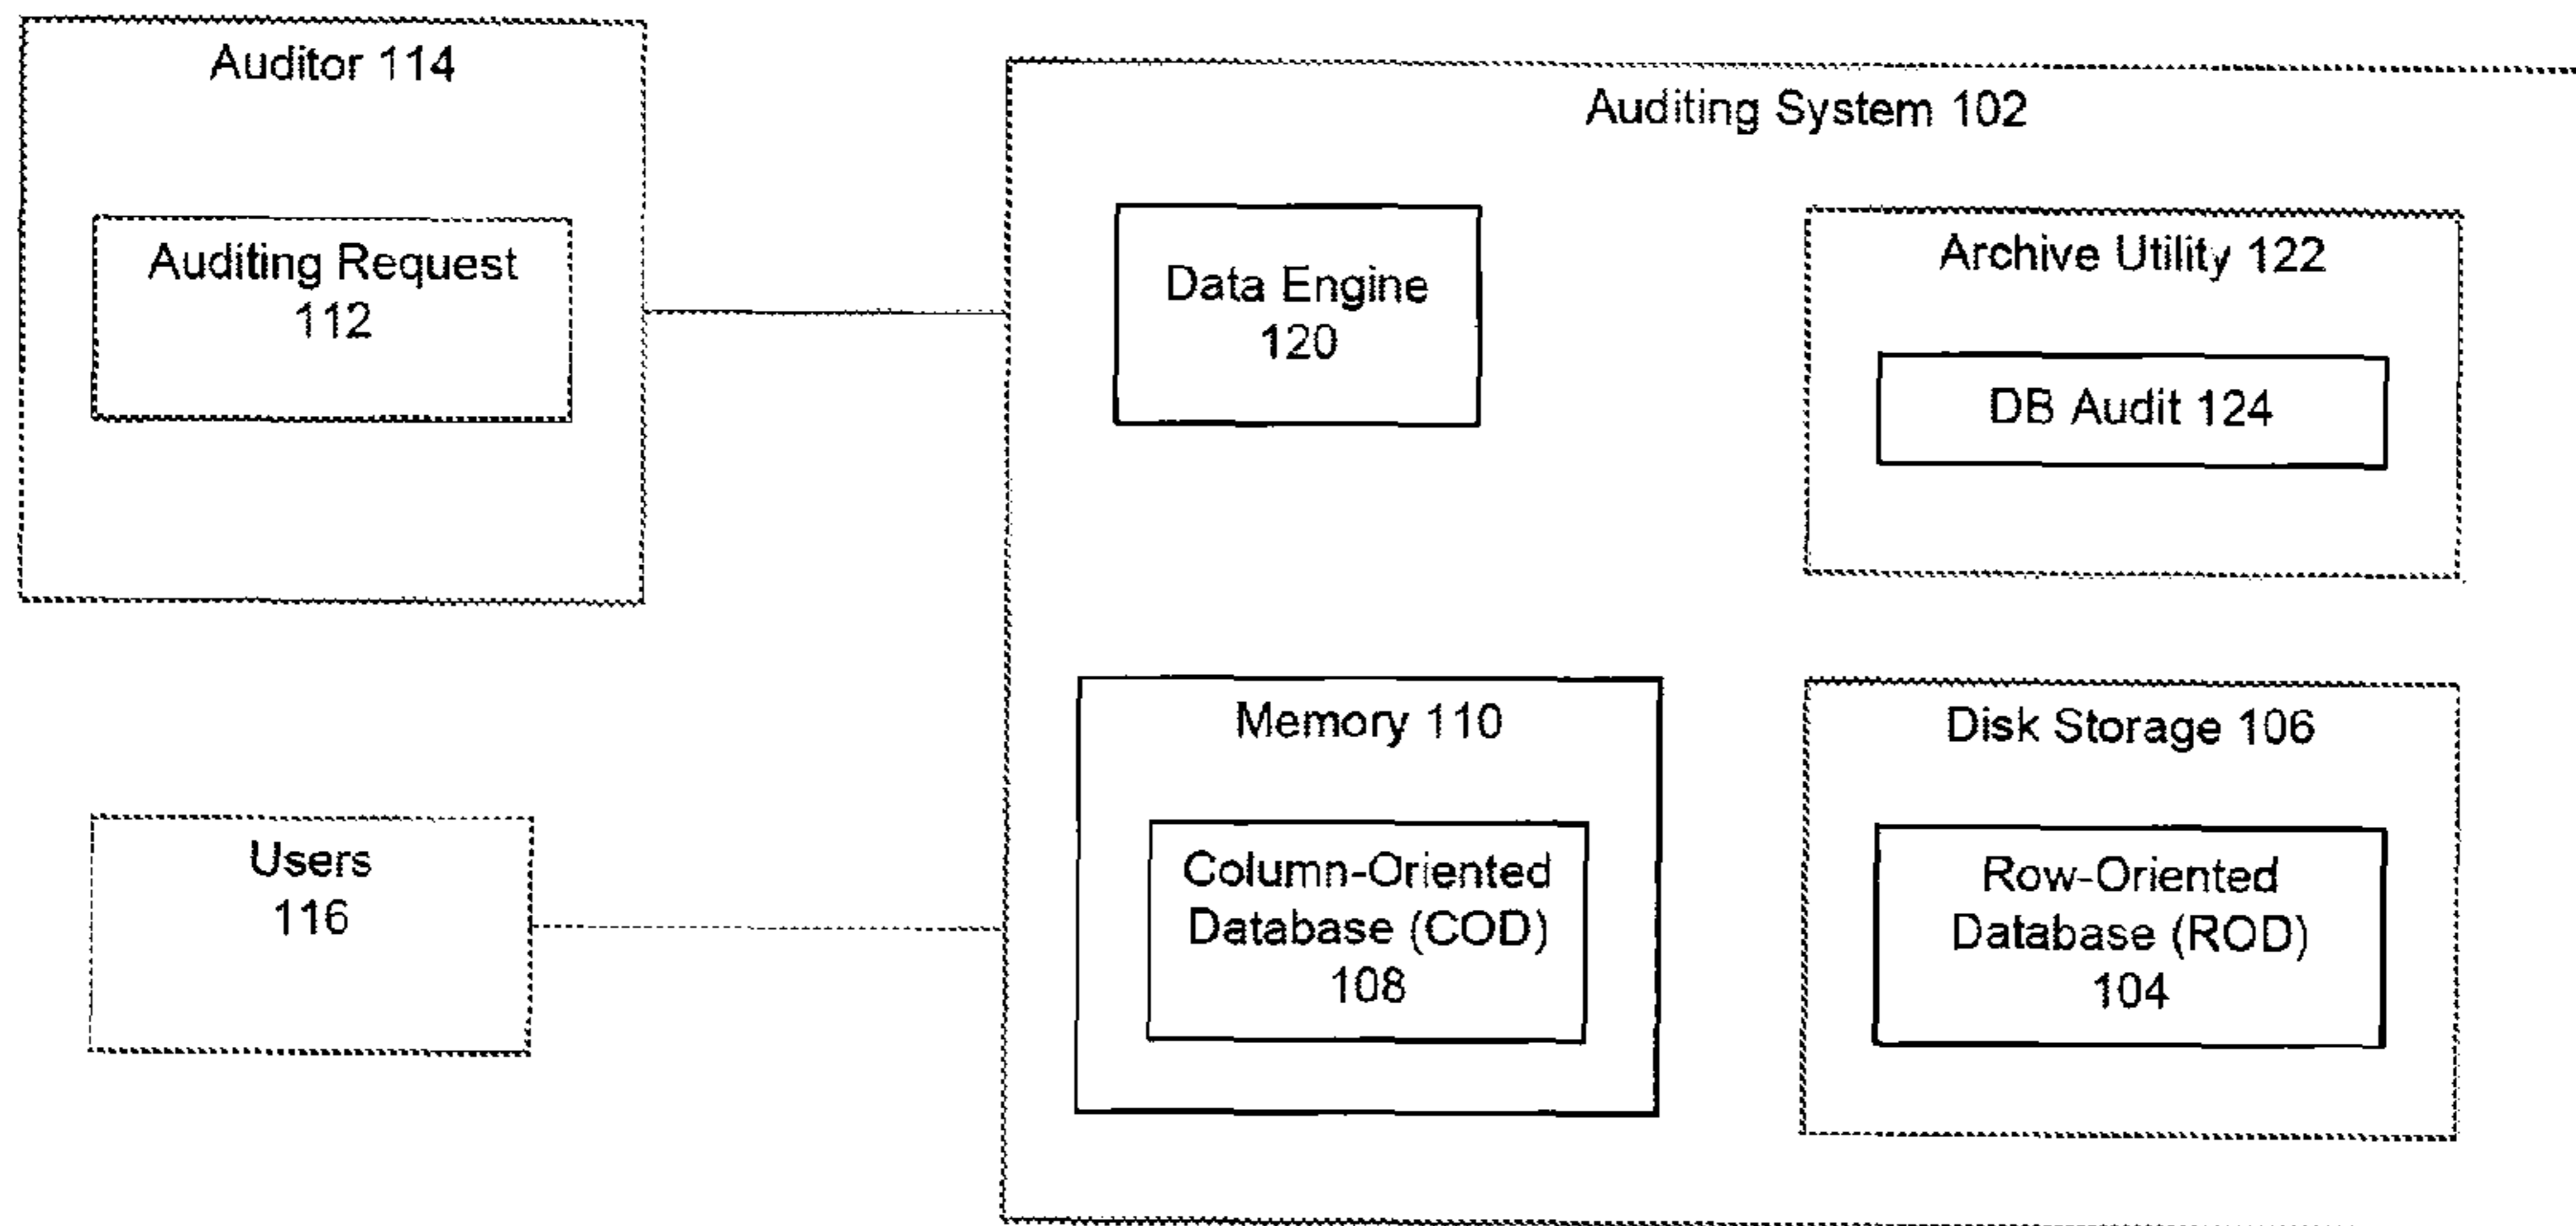 Auditor 114
Auditing Request
112
Users
116
Auditing System 102
Data Engine
120
Archive Utility 122
DB Audit 124
Memory 110
Column-Oriented
Database (COD)
108
Disk Storage 106
Row-Oriented
Database (ROD)
104